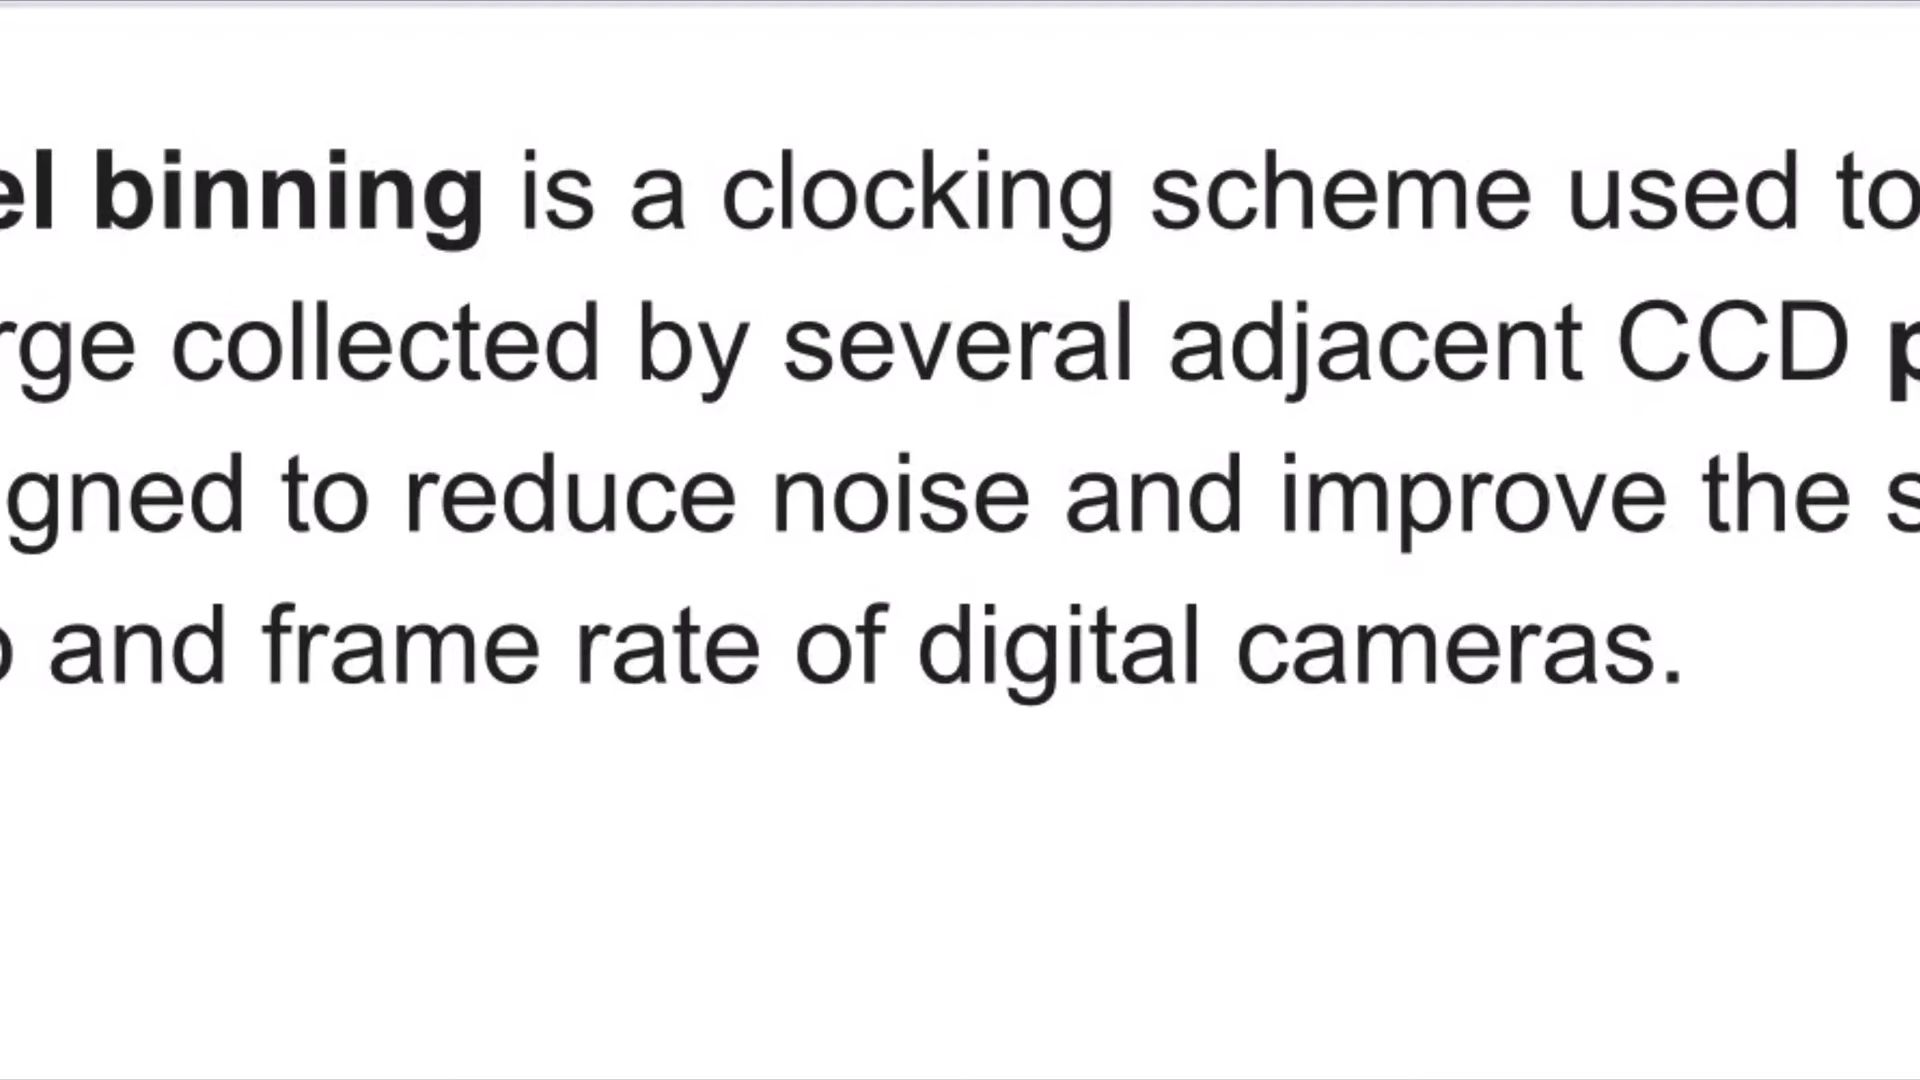 el binning is a clocking scheme used to
rge collected by several adjacent CCD p
gned to reduce noise and improve the s
o and frame rate of digital cameras.